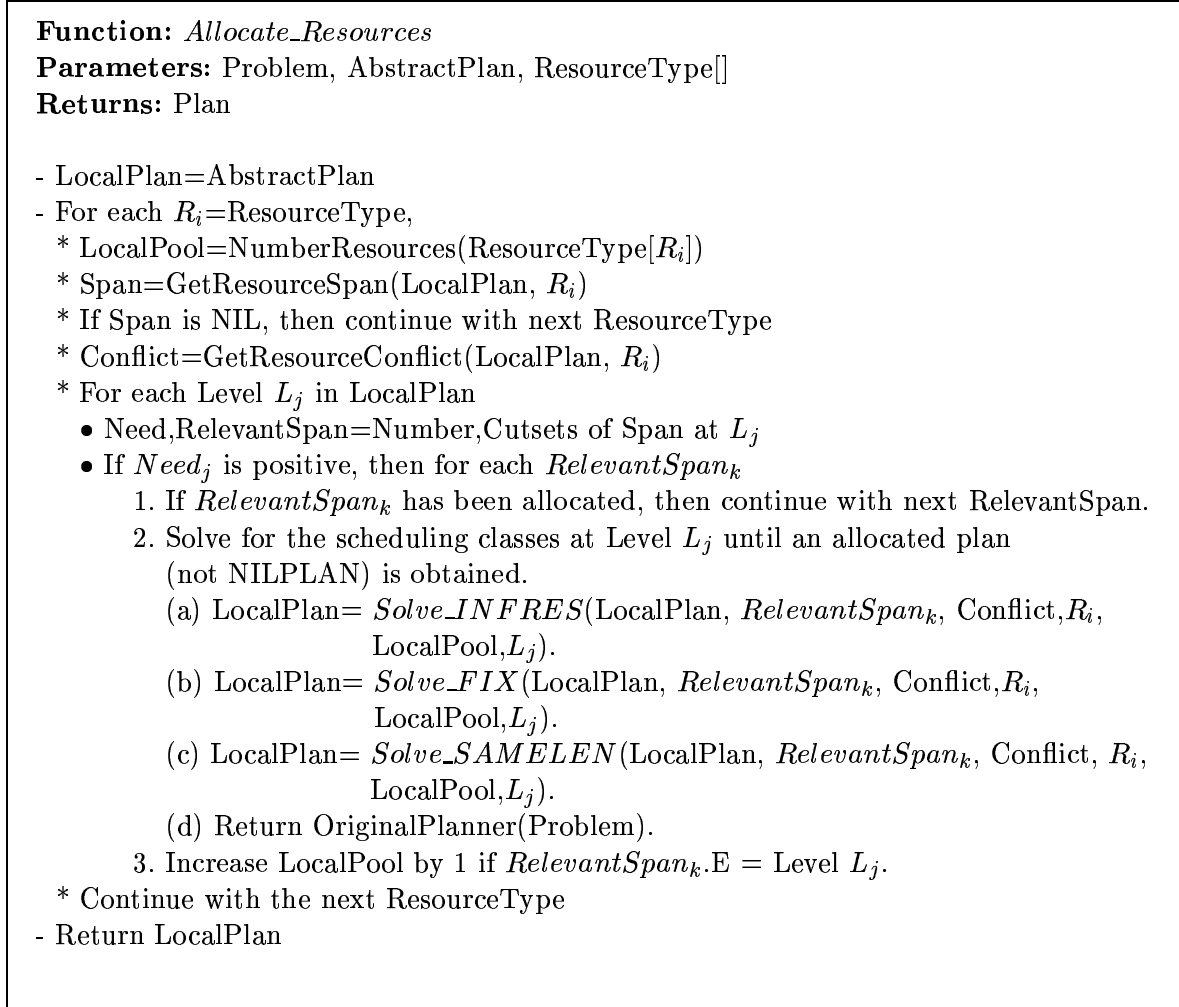 Function: Allocate_Resources
Parameters: Problem, AbstractPlan, ResourceType[]
Returns: Plan
- LocalPlan=AbstractPlan
- For each R_i=ResourceType,
* LocalPool=NumberResources(ResourceType[R_i])
* Span=GetResourceSpan(LocalPlan, R_i)
* If Span is NIL, then continue with next ResourceType
* Conflict=GetResourceConflict(LocalPlan, R_i)
* For each Level L_j in LocalPlan
• Need,RelevantSpan=Number,Cutsets of Span at L_j
• If Need_j is positive, then for each RelevantSpan_k
1. If RelevantSpan_k has been allocated, then continue with next RelevantSpan.
2. Solve for the scheduling classes at Level L_j until an allocated plan
(not NILPLAN) is obtained.
(a) LocalPlan= Solve_INFRES(LocalPlan, RelevantSpan_k, Conflict,R_i,
LocalPool,L_j).
(b) LocalPlan= Solve_FIX(LocalPlan, RelevantSpan_k, Conflict,R_i,
LocalPool,L_j).
(c) LocalPlan= Solve_SAMELEN(LocalPlan, RelevantSpan_k, Conflict, R_i,
LocalPool,L_j).
(d) Return OriginalPlanner(Problem).
3. Increase LocalPool by 1 if RelevantSpan_k.E = Level L_j.
* Continue with the next ResourceType
- Return LocalPlan